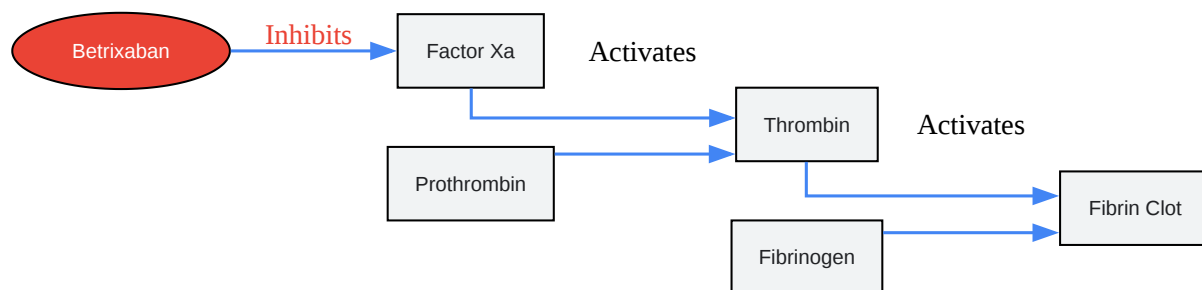 Betrixaban
Inhibits
Factor Xa
Activates
Thrombin
Activates
Prothrombin
Fibrin Clot
Fibrinogen